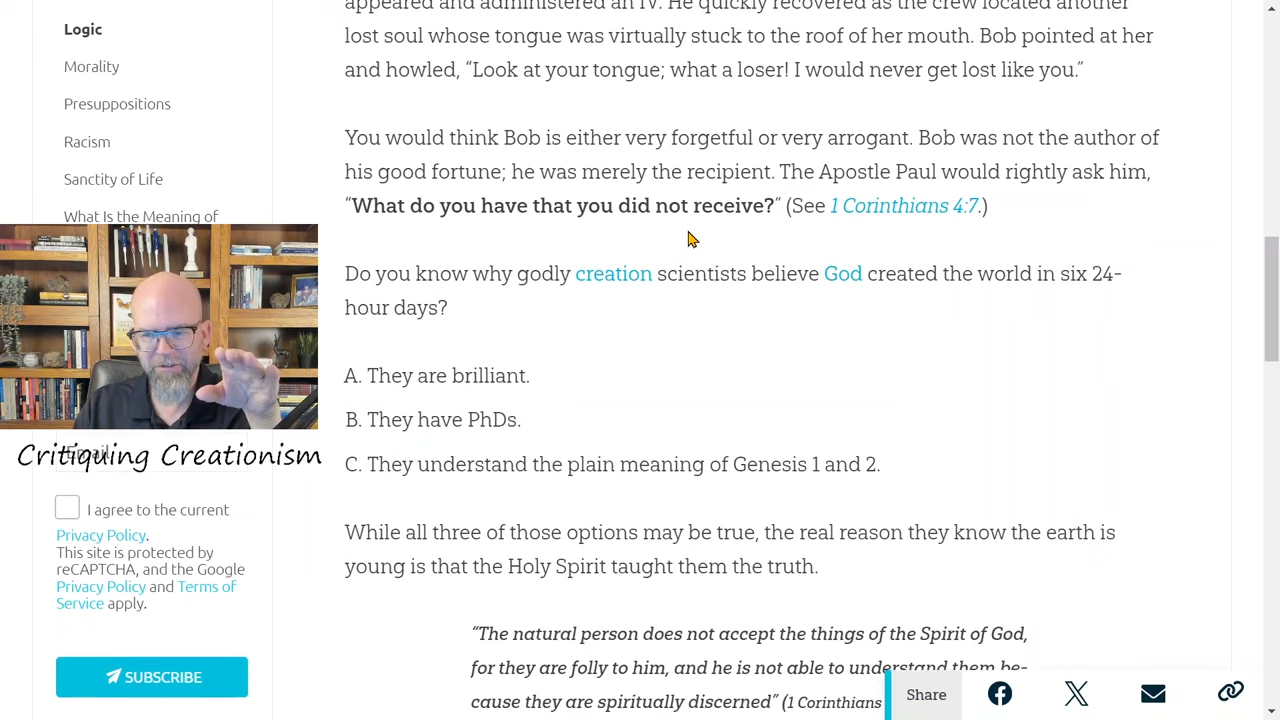 Logic
Morality
Presuppositions
Racism
Sanctity of Life
What Is the Meaning of
Critiquing Creationism
I agree to the current
Privacy Policy.
This site is protected by
reCAPTCHA, and the Google
Privacy Policy and Terms of
Service apply.
SUBSCRIBE
appeared and administered an IV. He quickly recovered as the crew located another
lost soul whose tongue was virtually stuck to the roof of her mouth. Bob pointed at her
and howled, “Look at your tongue; what a loser! I would never get lost like you.”
You would think Bob is either very forgetful or very arrogant. Bob was not the author of
his good fortune; he was merely the recipient. The Apostle Paul would rightly ask him,
“What do you have that you did not receive?” (See 1 Corinthians 4:7.)
Do you know why godly creation scientists believe God created the world in six 24-
hour days?
A. They are brilliant.
B. They have PhDs.
C. They understand the plain meaning of Genesis 1 and 2.
While all three of those options may be true, the real reason they know the earth is
young is that the Holy Spirit taught them the truth.
“The natural person does not accept the things of the Spirit of God,
for they are folly to him, and he is not able to understand them be-
cause they are spiritually discerned” (1 Corinthians
Share